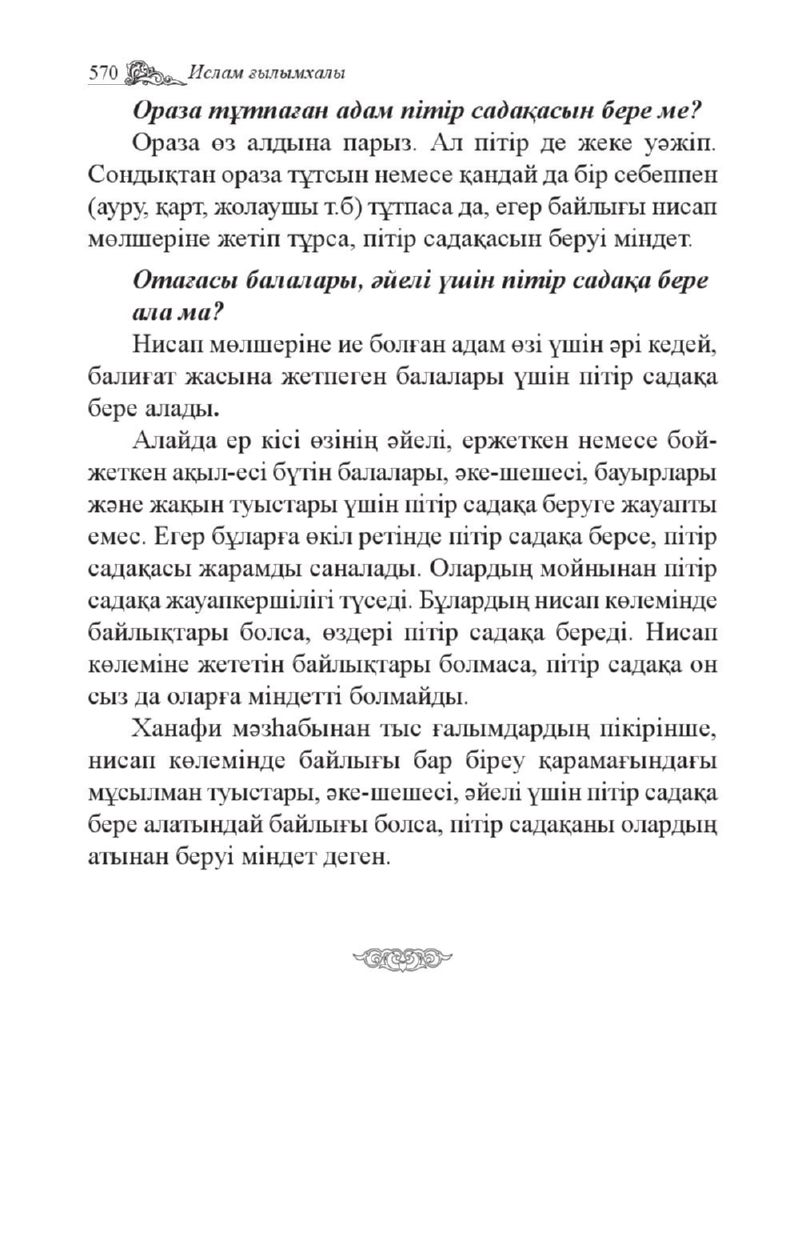 570 Ислам ғылымхалы
Ораза тұтпаған адам пітір садақасын бере ме?
Ораза өз алдына парыз. Ал пітір де жеке уәжіп.
Сондықтан ораза тұтсын немесе қандай да бір себеппен
(ауру, қарт, жолаушы т.б) тұтпаса да, егер байлығы нисап
мөлшеріне жетіп тұрса, пітір садақасын беруі міндет.
Отағасы балалары, әйелі үшін пітір садақа бере
ала ма?
Нисап мөлшеріне ие болған адам өзі үшін әрі кедей,
балиғат жасына жетпеген балалары үшін пітір садақа
бере алады.
Алайда ер кісі өзінің әйелі, ержеткен немесе бой-
жеткен ақыл-есі бүтін балалары, әке-шешесі, бауырлары
және жақын туыстары үшін пітір садақа беруге жауапты
емес. Егер бұларға өкіл ретінде пітір садақа берсе, пітір
садақасы жарамды саналады. Олардың мойнынан пітір
садақа жауапкершілігі түседі. Бұлардың нисап көлемінде
байлықтары болса, өздері пітір садақа береді. Нисап
көлеміне жететін байлықтары болмаса, пітір садақа он
сыз да оларға міндетті болмайды.
Ханафи мәзһабынан тыс ғалымдардың пікірінше,
нисап көлемінде байлығы бар біреу қарамағындағы
мұсылман туыстары, әке-шешесі, әйелі үшін пітір садақа
бере алатындай байлығы болса, пітір садақаны олардың
атынан беруі міндет деген.